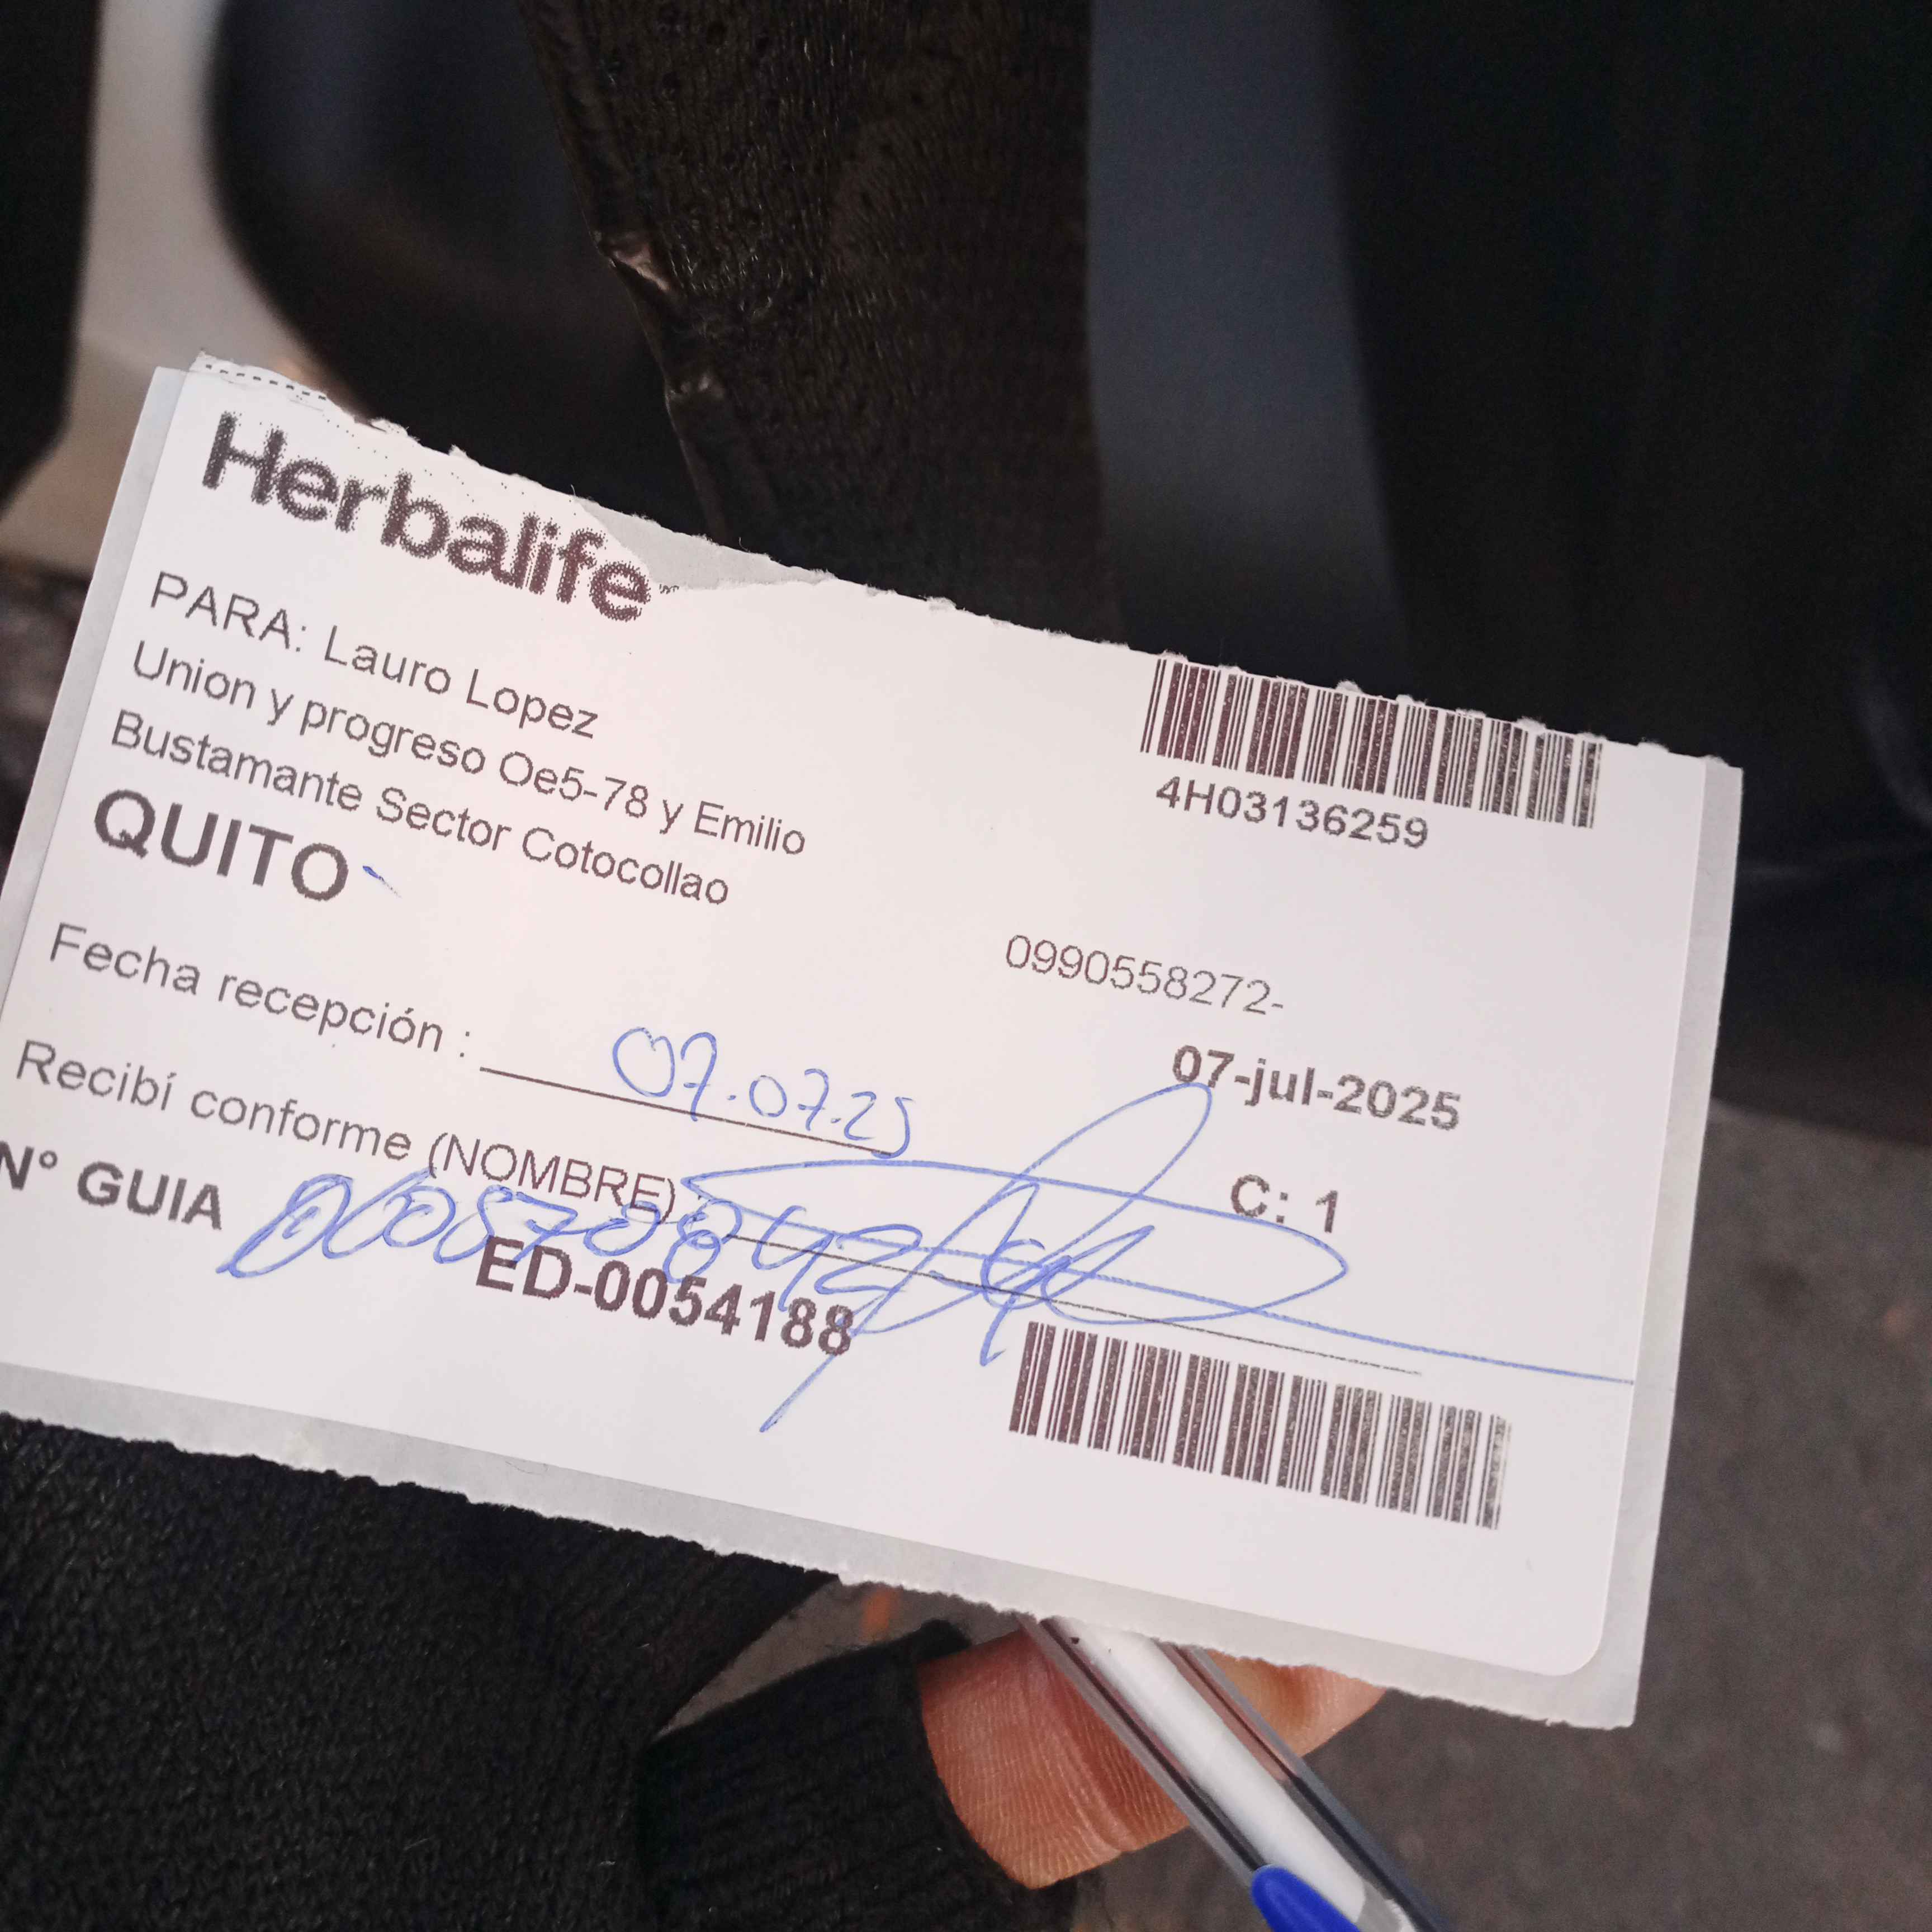 Herbalife
PARA: Lauro Lopez
Union y progreso Oe5-78 y Emilio
Bustamante Sector Cotocollao
QUITO
4H03136259
0990558272-
Fecha recepción : 07.07.25
07-jul-2025
Recibí conforme (NOMBRE) :
C: 1
N° GUIA
ED-0054188